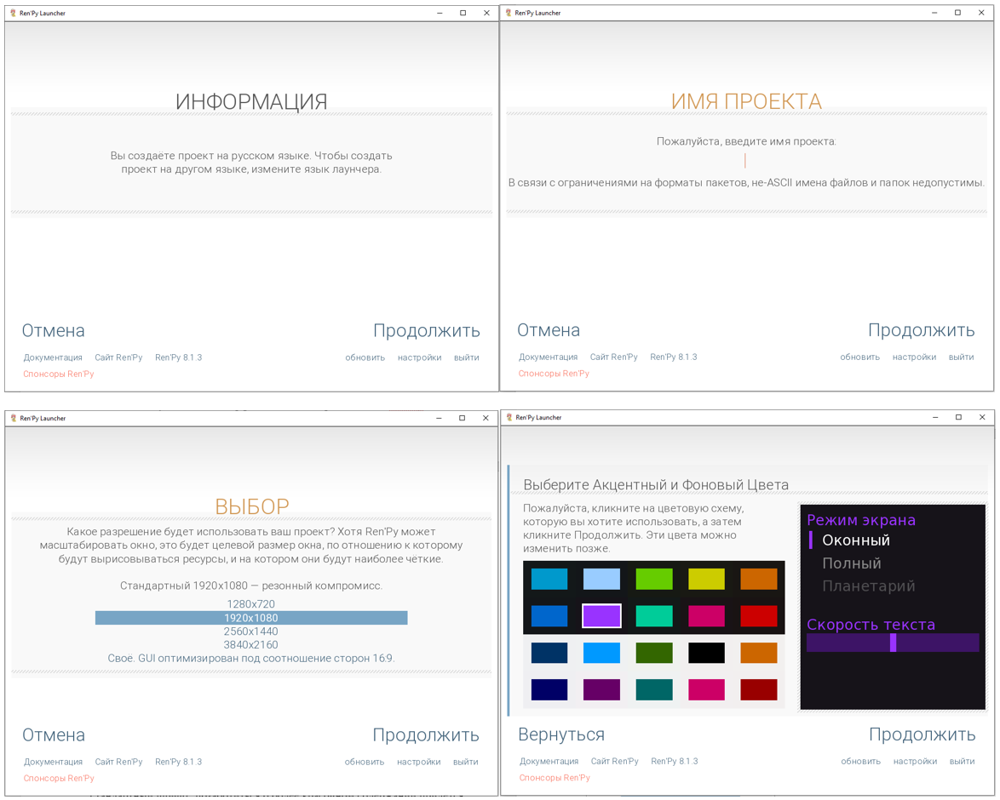 Ren'Py Launcher
ИНФОРМАЦИЯ
Вы создаёте проект на русском языке. Чтобы создать
проект на другом языке, измените язык лаунчера.
Отмена
Продолжить
Документация Сайт Ren'Py Ren'Py 8.1.3
обновить настройки выйти
Спонсоры Ren'Py
Ren'Py Launcher
ИМЯ ПРОЕКТА
Пожалуйста, введите имя проекта:
В связи с ограничениями на форматы пакетов, не-ASCII имена файлов и папок недопустимы.
Отмена
Продолжить
Документация Сайт Ren'Py Ren'Py 8.1.3
обновить настройки выйти
Спонсоры Ren'Py
Ren'Py Launcher
ВЫБОР
Какое разрешение будет использовать ваш проект? Хотя Ren'Py может
масштабировать окно, это будет целевой размер окна, по отношению к которому
будут вырисовываться ресурсы, и на котором они будут наиболее чёткие.
Стандартный 1920x1080 — резонный компромисс.
1280x720
1920x1080
2560x1440
3840x2160
Своё. GUI оптимизирован под соотношение сторон 16:9.
Отмена
Продолжить
Документация Сайт Ren'Py Ren'Py 8.1.3
обновить настройки выйти
Спонсоры Ren'Py
Ren'Py Launcher
Выберите Акцентный и Фоновый Цвета
Пожалуйста, кликните на цветовую схему,
которую вы хотите использовать, а затем
кликните Продолжить. Эти цвета можно
изменить позже.
Режим экрана
Оконный
Полный
Планетарий
Скорость текста
Вернуться
Продолжить
Документация Сайт Ren'Py Ren'Py 8.1.3
обновить настройки выйти
Спонсоры Ren'Py